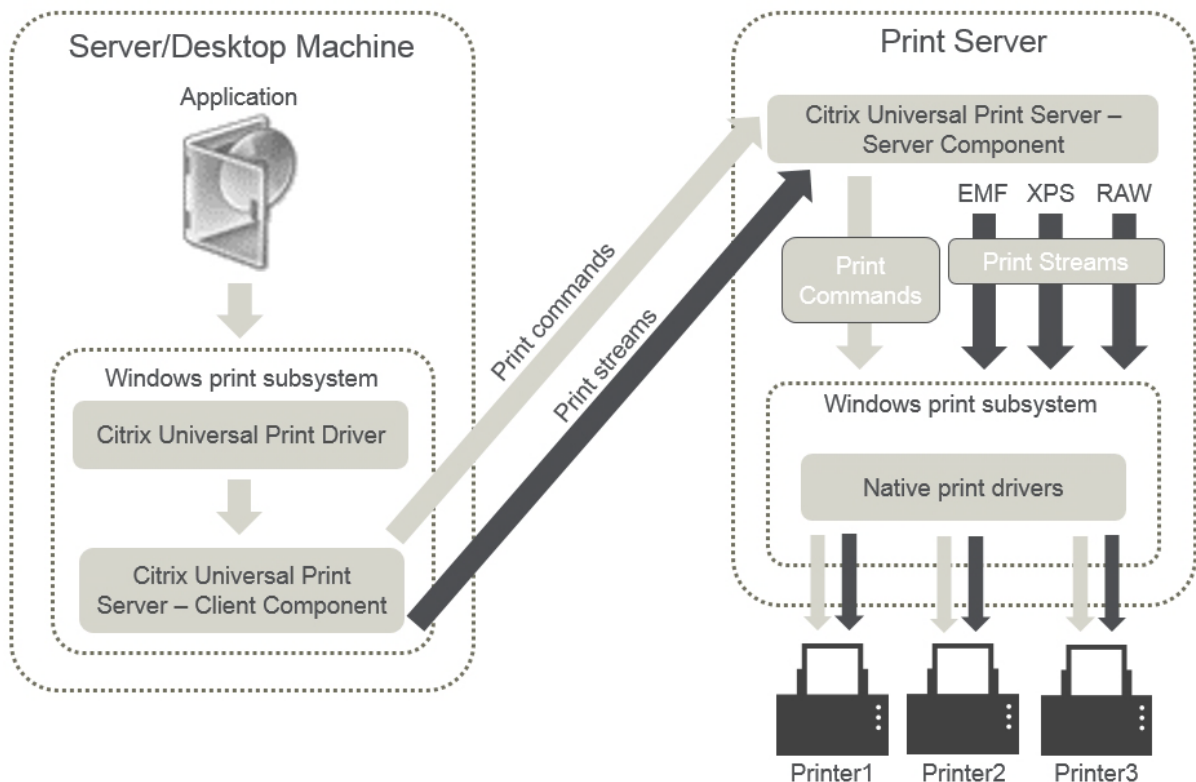 Server/Desktop Machine
Application
Windows print subsystem
Citrix Universal Print Driver
Citrix Universal Print
Server – Client Component
Print commands
Print streams
Print Server
Citrix Universal Print Server –
Server Component
EMF XPS RAW
Print
Commands
Print Streams
Windows print subsystem
Native print drivers
Printer1 Printer2 Printer3